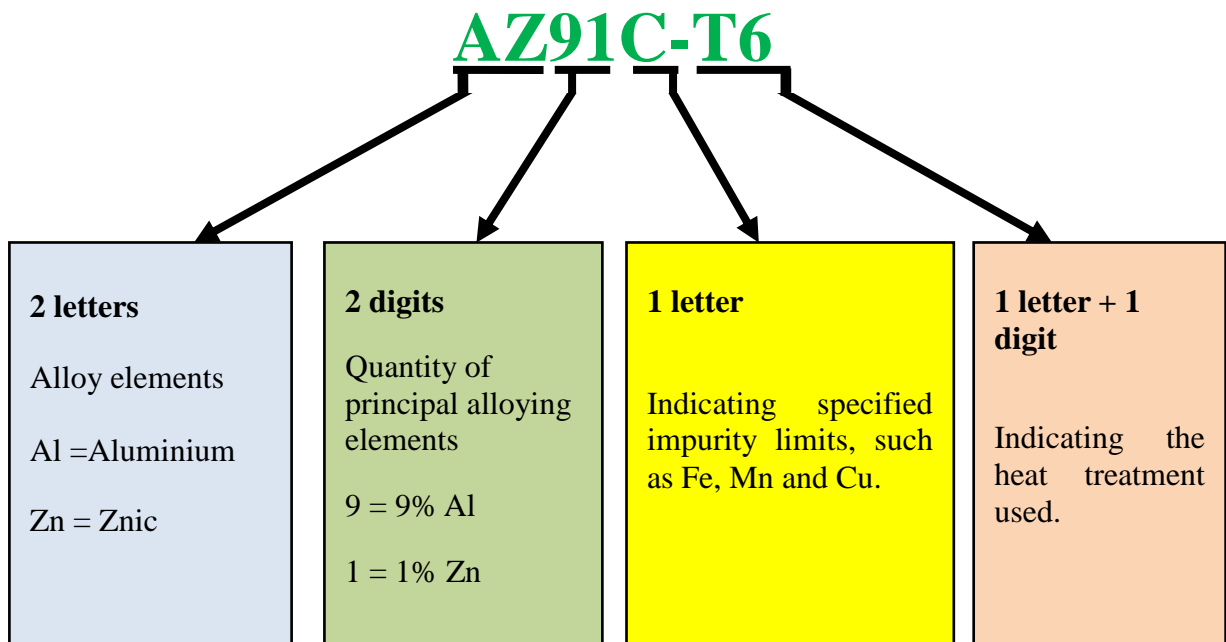 AZ91C-T6
2 letters
Alloy elements
Al =Aluminium
Zn = Znic
2 digits
Quantity of
principal alloying
elements
9 = 9% Al
1 = 1% Zn
1 letter
Indicating specified
impurity limits, such
as Fe, Mn and Cu.
1 letter + 1
digit
Indicating the
heat treatment
used.